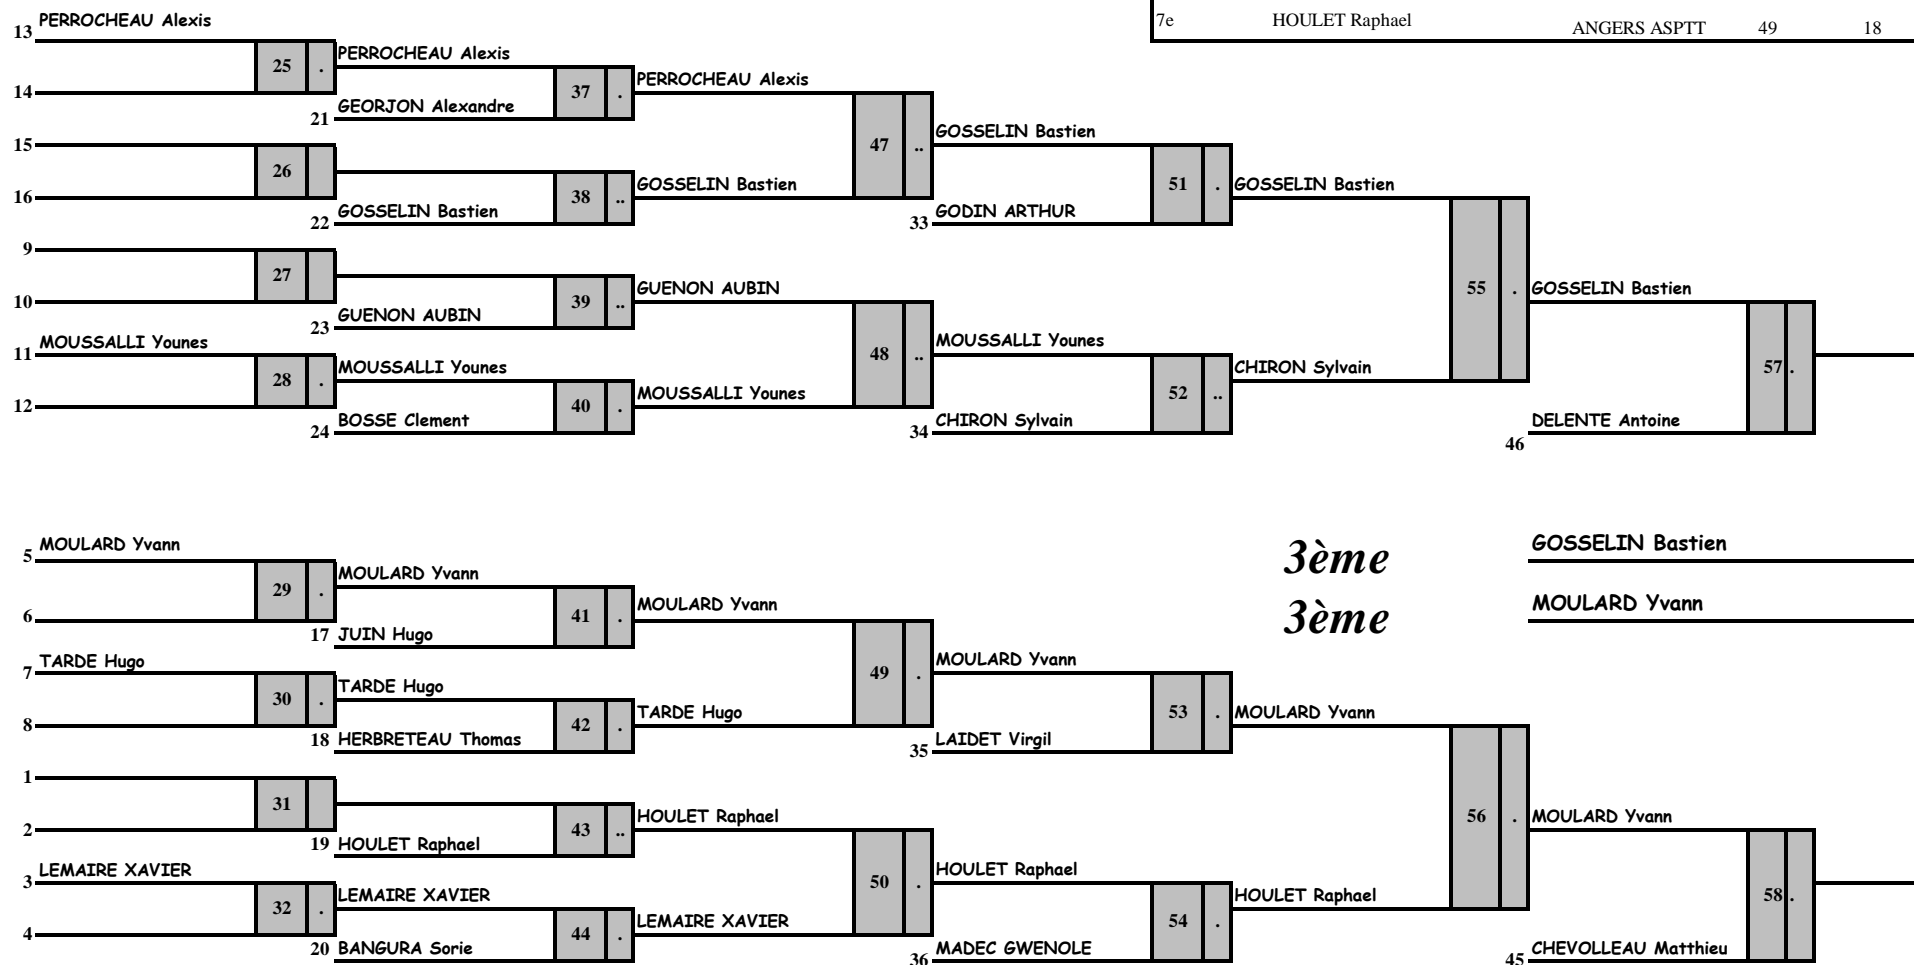 7e HOULET Raphael ANGERS ASPTT 49 18
13 PERROCHEAU Alexis
25 . PERROCHEAU Alexis
14
37 . PERROCHEAU Alexis
21 GEORJON Alexandre
15
47 .. GOSSELIN Bastien
26
16
38 .. GOSSELIN Bastien
51 . GOSSELIN Bastien
22 GOSSELIN Bastien
33 GODIN ARTHUR
9
27
10
39 .. GUENON AUBIN
55 . GOSSELIN Bastien
23 GUENON AUBIN
11 MOUSSALLI Younes
48 .. MOUSSALLI Younes
28 . MOUSSALLI Younes
12
40 . MOUSSALLI Younes
52 .. CHIRON Sylvain
57 .
24 BOSSE Clement
34 CHIRON Sylvain
46 DELENTE Antoine
5 MOULARD Yvann
3ème GOSSELIN Bastien
29 . MOULARD Yvann
6
41 . MOULARD Yvann
3ème MOULARD Yvann
17 JUIN Hugo
7 TARDE Hugo
49 . MOULARD Yvann
30 . TARDE Hugo
8
42 . TARDE Hugo
53 . MOULARD Yvann
18 HERBRETEAU Thomas
35 LAIDET Virgil
1
31
2
43 .. HOULET Raphael
56 . MOULARD Yvann
19 HOULET Raphael
3 LEMAIRE XAVIER
50 . HOULET Raphael
32 . LEMAIRE XAVIER
58 .
4
44 . LEMAIRE XAVIER
54 . HOULET Raphael
20 BANGURA Sorie
36 MADEC GWENOLE
45 CHEVOLLEAU Matthieu